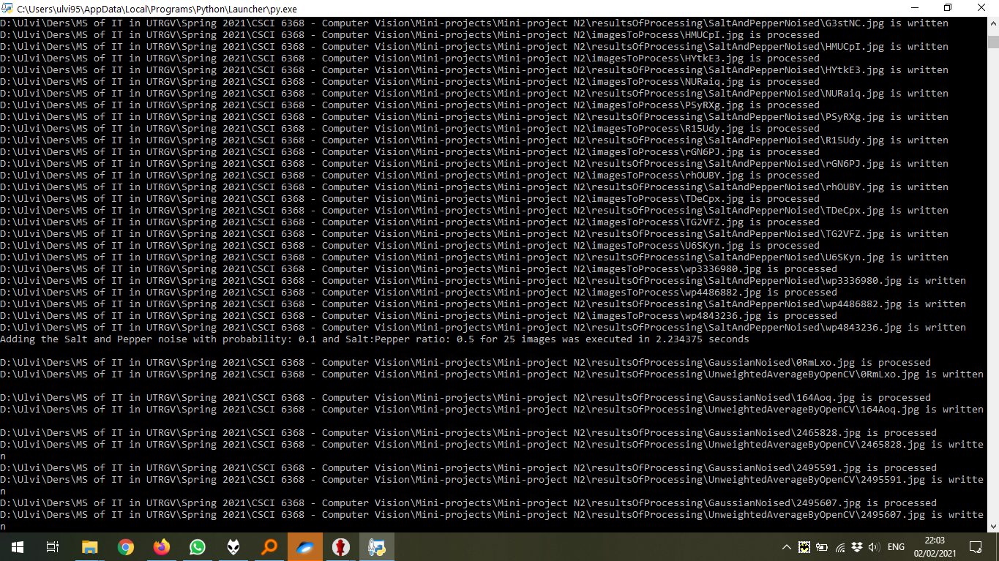 C:\Users\ulvi95\AppData\Local\Programs\Python\Launcher\py.exe
D:\Ulvi\Ders\MS of IT in UTRGV\Spring 2021\CSCI 6368 - Computer Vision\Mini-projects\Mini-project N2\resultsOfProcessing\SaltAndPepperNoised\G3stNC.jpg is written
D:\Ulvi\Ders\MS of IT in UTRGV\Spring 2021\CSCI 6368 - Computer Vision\Mini-projects\Mini-project N2\imagesToProcess\HMUCpI.jpg is processed
D:\Ulvi\Ders\MS of IT in UTRGV\Spring 2021\CSCI 6368 - Computer Vision\Mini-projects\Mini-project N2\resultsOfProcessing\SaltAndPepperNoised\HMUCpI.jpg is written
D:\Ulvi\Ders\MS of IT in UTRGV\Spring 2021\CSCI 6368 - Computer Vision\Mini-projects\Mini-project N2\imagesToProcess\HYtkE3.jpg is processed
D:\Ulvi\Ders\MS of IT in UTRGV\Spring 2021\CSCI 6368 - Computer Vision\Mini-projects\Mini-project N2\resultsOfProcessing\SaltAndPepperNoised\HYtkE3.jpg is written
D:\Ulvi\Ders\MS of IT in UTRGV\Spring 2021\CSCI 6368 - Computer Vision\Mini-projects\Mini-project N2\imagesToProcess\NURaiq.jpg is processed
D:\Ulvi\Ders\MS of IT in UTRGV\Spring 2021\CSCI 6368 - Computer Vision\Mini-projects\Mini-project N2\resultsOfProcessing\SaltAndPepperNoised\NURaiq.jpg is written
D:\Ulvi\Ders\MS of IT in UTRGV\Spring 2021\CSCI 6368 - Computer Vision\Mini-projects\Mini-project N2\imagesToProcess\PSyRXg.jpg is processed
D:\Ulvi\Ders\MS of IT in UTRGV\Spring 2021\CSCI 6368 - Computer Vision\Mini-projects\Mini-project N2\resultsOfProcessing\SaltAndPepperNoised\PSyRXg.jpg is written
D:\Ulvi\Ders\MS of IT in UTRGV\Spring 2021\CSCI 6368 - Computer Vision\Mini-projects\Mini-project N2\imagesToProcess\R15Udy.jpg is processed
D:\Ulvi\Ders\MS of IT in UTRGV\Spring 2021\CSCI 6368 - Computer Vision\Mini-projects\Mini-project N2\resultsOfProcessing\SaltAndPepperNoised\R15Udy.jpg is written
D:\Ulvi\Ders\MS of IT in UTRGV\Spring 2021\CSCI 6368 - Computer Vision\Mini-projects\Mini-project N2\imagesToProcess\rGN6PJ.jpg is processed
D:\Ulvi\Ders\MS of IT in UTRGV\Spring 2021\CSCI 6368 - Computer Vision\Mini-projects\Mini-project N2\resultsOfProcessing\SaltAndPepperNoised\rGN6PJ.jpg is written
D:\Ulvi\Ders\MS of IT in UTRGV\Spring 2021\CSCI 6368 - Computer Vision\Mini-projects\Mini-project N2\imagesToProcess\rhOUBY.jpg is processed
D:\Ulvi\Ders\MS of IT in UTRGV\Spring 2021\CSCI 6368 - Computer Vision\Mini-projects\Mini-project N2\resultsOfProcessing\SaltAndPepperNoised\rhOUBY.jpg is written
D:\Ulvi\Ders\MS of IT in UTRGV\Spring 2021\CSCI 6368 - Computer Vision\Mini-projects\Mini-project N2\imagesToProcess\TDeCpx.jpg is processed
D:\Ulvi\Ders\MS of IT in UTRGV\Spring 2021\CSCI 6368 - Computer Vision\Mini-projects\Mini-project N2\resultsOfProcessing\SaltAndPepperNoised\TDeCpx.jpg is written
D:\Ulvi\Ders\MS of IT in UTRGV\Spring 2021\CSCI 6368 - Computer Vision\Mini-projects\Mini-project N2\imagesToProcess\TG2VFZ.jpg is processed
D:\Ulvi\Ders\MS of IT in UTRGV\Spring 2021\CSCI 6368 - Computer Vision\Mini-projects\Mini-project N2\resultsOfProcessing\SaltAndPepperNoised\TG2VFZ.jpg is written
D:\Ulvi\Ders\MS of IT in UTRGV\Spring 2021\CSCI 6368 - Computer Vision\Mini-projects\Mini-project N2\imagesToProcess\U6SKyn.jpg is processed
D:\Ulvi\Ders\MS of IT in UTRGV\Spring 2021\CSCI 6368 - Computer Vision\Mini-projects\Mini-project N2\resultsOfProcessing\SaltAndPepperNoised\U6SKyn.jpg is written
D:\Ulvi\Ders\MS of IT in UTRGV\Spring 2021\CSCI 6368 - Computer Vision\Mini-projects\Mini-project N2\imagesToProcess\wp3336980.jpg is processed
D:\Ulvi\Ders\MS of IT in UTRGV\Spring 2021\CSCI 6368 - Computer Vision\Mini-projects\Mini-project N2\resultsOfProcessing\SaltAndPepperNoised\wp3336980.jpg is written
D:\Ulvi\Ders\MS of IT in UTRGV\Spring 2021\CSCI 6368 - Computer Vision\Mini-projects\Mini-project N2\imagesToProcess\wp4486882.jpg is processed
D:\Ulvi\Ders\MS of IT in UTRGV\Spring 2021\CSCI 6368 - Computer Vision\Mini-projects\Mini-project N2\resultsOfProcessing\SaltAndPepperNoised\wp4486882.jpg is written
D:\Ulvi\Ders\MS of IT in UTRGV\Spring 2021\CSCI 6368 - Computer Vision\Mini-projects\Mini-project N2\imagesToProcess\wp4843236.jpg is processed
D:\Ulvi\Ders\MS of IT in UTRGV\Spring 2021\CSCI 6368 - Computer Vision\Mini-projects\Mini-project N2\resultsOfProcessing\SaltAndPepperNoised\wp4843236.jpg is written
Adding the Salt and Pepper noise with probability: 0.1 and Salt:Pepper ratio: 0.5 for 25 images was executed in 2.234375 seconds
D:\Ulvi\Ders\MS of IT in UTRGV\Spring 2021\CSCI 6368 - Computer Vision\Mini-projects\Mini-project N2\resultsOfProcessing\GaussianNoised\0RmLxo.jpg is processed
D:\Ulvi\Ders\MS of IT in UTRGV\Spring 2021\CSCI 6368 - Computer Vision\Mini-projects\Mini-project N2\resultsOfProcessing\UnweightedAverageByOpenCV\0RmLxo.jpg is written
D:\Ulvi\Ders\MS of IT in UTRGV\Spring 2021\CSCI 6368 - Computer Vision\Mini-projects\Mini-project N2\resultsOfProcessing\GaussianNoised\164Aoq.jpg is processed
D:\Ulvi\Ders\MS of IT in UTRGV\Spring 2021\CSCI 6368 - Computer Vision\Mini-projects\Mini-project N2\resultsOfProcessing\UnweightedAverageByOpenCV\164Aoq.jpg is written
D:\Ulvi\Ders\MS of IT in UTRGV\Spring 2021\CSCI 6368 - Computer Vision\Mini-projects\Mini-project N2\resultsOfProcessing\GaussianNoised\2465828.jpg is processed
D:\Ulvi\Ders\MS of IT in UTRGV\Spring 2021\CSCI 6368 - Computer Vision\Mini-projects\Mini-project N2\resultsOfProcessing\UnweightedAverageByOpenCV\2465828.jpg is writte
n
D:\Ulvi\Ders\MS of IT in UTRGV\Spring 2021\CSCI 6368 - Computer Vision\Mini-projects\Mini-project N2\resultsOfProcessing\GaussianNoised\2495591.jpg is processed
D:\Ulvi\Ders\MS of IT in UTRGV\Spring 2021\CSCI 6368 - Computer Vision\Mini-projects\Mini-project N2\resultsOfProcessing\UnweightedAverageByOpenCV\2495591.jpg is writte
n
D:\Ulvi\Ders\MS of IT in UTRGV\Spring 2021\CSCI 6368 - Computer Vision\Mini-projects\Mini-project N2\resultsOfProcessing\GaussianNoised\2495607.jpg is processed
D:\Ulvi\Ders\MS of IT in UTRGV\Spring 2021\CSCI 6368 - Computer Vision\Mini-projects\Mini-project N2\resultsOfProcessing\UnweightedAverageByOpenCV\2495607.jpg is writte
n
ENG
22:03
02/02/2021